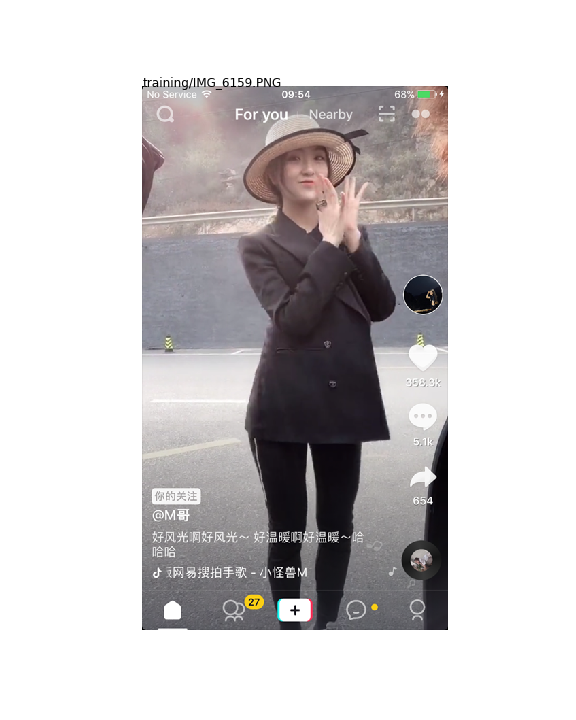 training/IMG_6159.PNG
No Service 09:54 68%
For you Nearby
356.3k
5.1k
654
你的关注
@M哥
好风光啊好风光～ 好温暖啊好温暖～哈
哈哈
网易搜拍手歌 - 小怪兽M
27